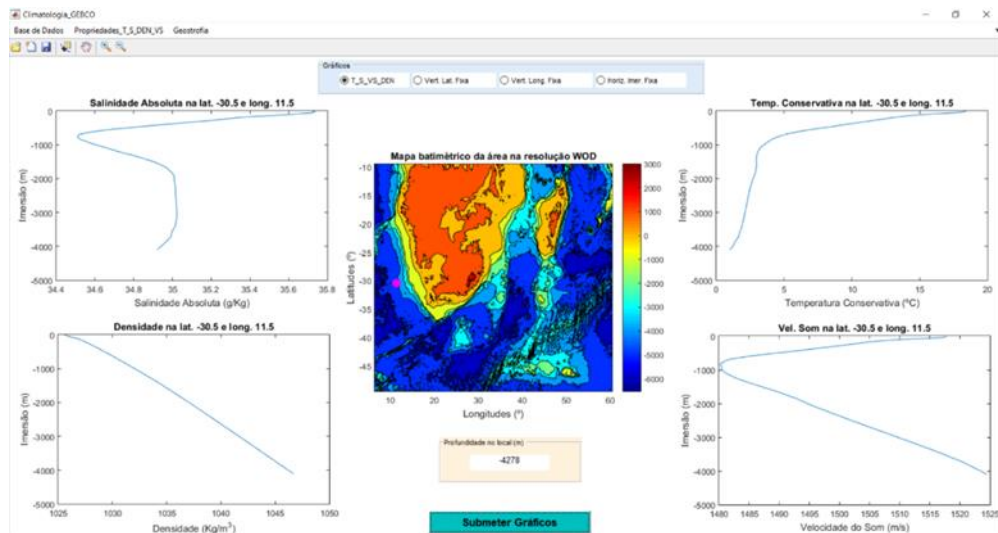 Climatologia_GEBCO
Base de Dados Propriedades_T_S_DEN_VS Geostrofia
Gráficos
T_S_VS_DEN Vert. Lat. Fixa Vert. Long. Fixa Horiz. Imer. Fixa
Salinidade Absoluta na lat. -30.5 e long. 11.5
0
-1000
-2000
-3000
-4000
-5000
Imersão (m)
34.4 34.6 34.8 35 35.2 35.4 35.6 35.8
Salinidade Absoluta (g/Kg)
Temp. Conservativa na lat. -30.5 e long. 11.5
0
-1000
-2000
-3000
-4000
-5000
Imersão (m)
0 5 10 15 20
Temperatura Conservativa (ºC)
Mapa batimètrico da área na resolução WOD
-10
-15
-20
-25
-30
-35
-40
-45
Latitudes (º)
10 20 30 40 50 60
Longitudes (º)
3000
2000
1000
0
-1000
-2000
-3000
-4000
-5000
-6000
Densidade na lat. -30.5 e long. 11.5
0
-1000
-2000
-3000
-4000
-5000
Imersão (m)
1025 1030 1035 1040 1045 1050
Densidade (Kg/m³)
Vel. Som na lat. -30.5 e long. 11.5
0
-1000
-2000
-3000
-4000
-5000
Imersão (m)
1480 1485 1490 1495 1500 1505 1510 1515 1520 1525
Velocidade do Som (m/s)
no local (m)
-4278
Submeter Gráficos